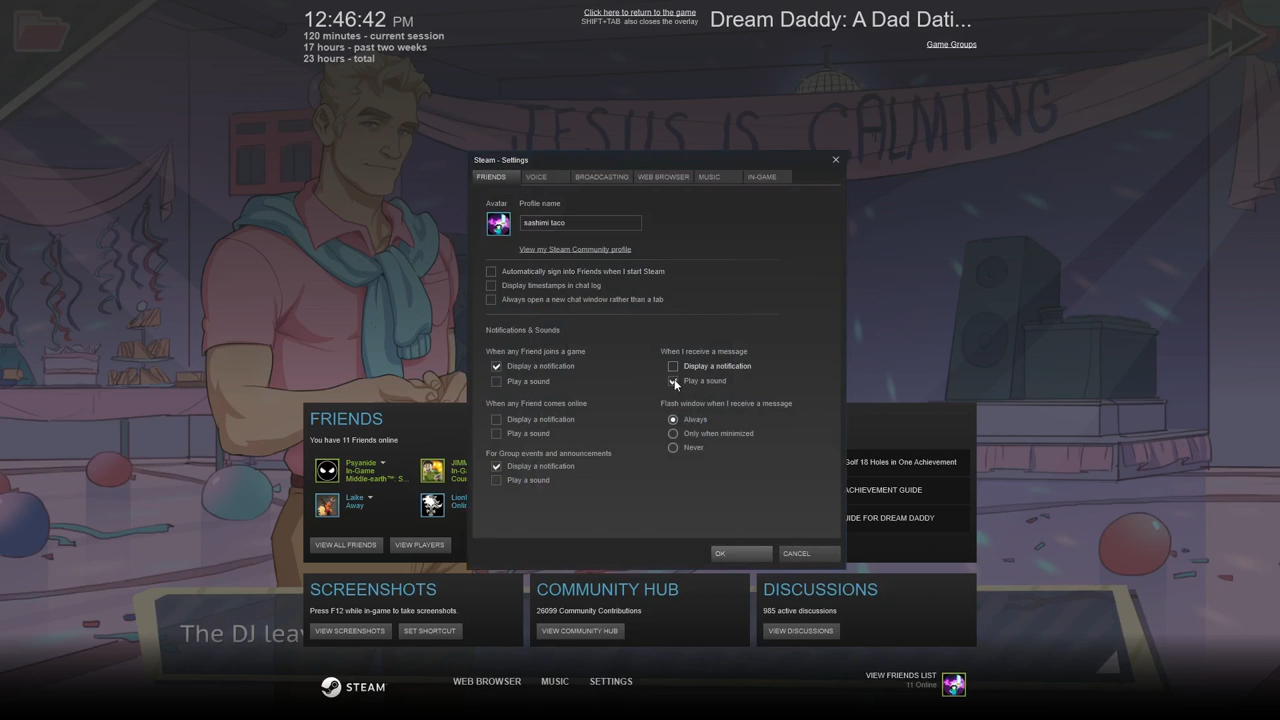 12:46:42 PM
120 minutes - current session
17 hours - past two weeks
23 hours - total
Click here to return to the game
SHIFT+TAB also closes the overlay
Dream Daddy: A Dad Dati...
Game Groups
JESUS IS CALMING
Steam - Settings
FRIENDS VOICE BROADCASTING WEB BROWSER MUSIC IN-GAME
Avatar Profile name
sashimi taco
View my Steam Community profile
Automatically sign into Friends when I start Steam
Display timestamps in chat log
Always open a new chat window rather than a tab
Notifications & Sounds
When any Friend joins a game
Display a notification
Play a sound
When any Friend comes online
Display a notification
Play a sound
For Group events and announcements
Display a notification
Play a sound
When I receive a message
Display a notification
Play a sound
Flash window when I receive a message
Always
Only when minimized
Never
OK CANCEL
FRIENDS
You have 11 Friends online
Psyanide
In-Game
Middle-earth™: S...
JIMM
In-G
Cou
Laike
Away
Lionl
Onlin
VIEW ALL FRIENDS VIEW PLAYERS
Golf 18 Holes in One Achievement
ACHIEVEMENT GUIDE
UIDE FOR DREAM DADDY
SCREENSHOTS
Press F12 while in-game to take screenshots.
VIEW SCREENSHOTS SET SHORTCUT
COMMUNITY HUB
26099 Community Contributions
VIEW COMMUNITY HUB
DISCUSSIONS
985 active discussions
VIEW DISCUSSIONS
The DJ lea
STEAM
WEB BROWSER MUSIC SETTINGS
VIEW FRIENDS LIST
11 Online